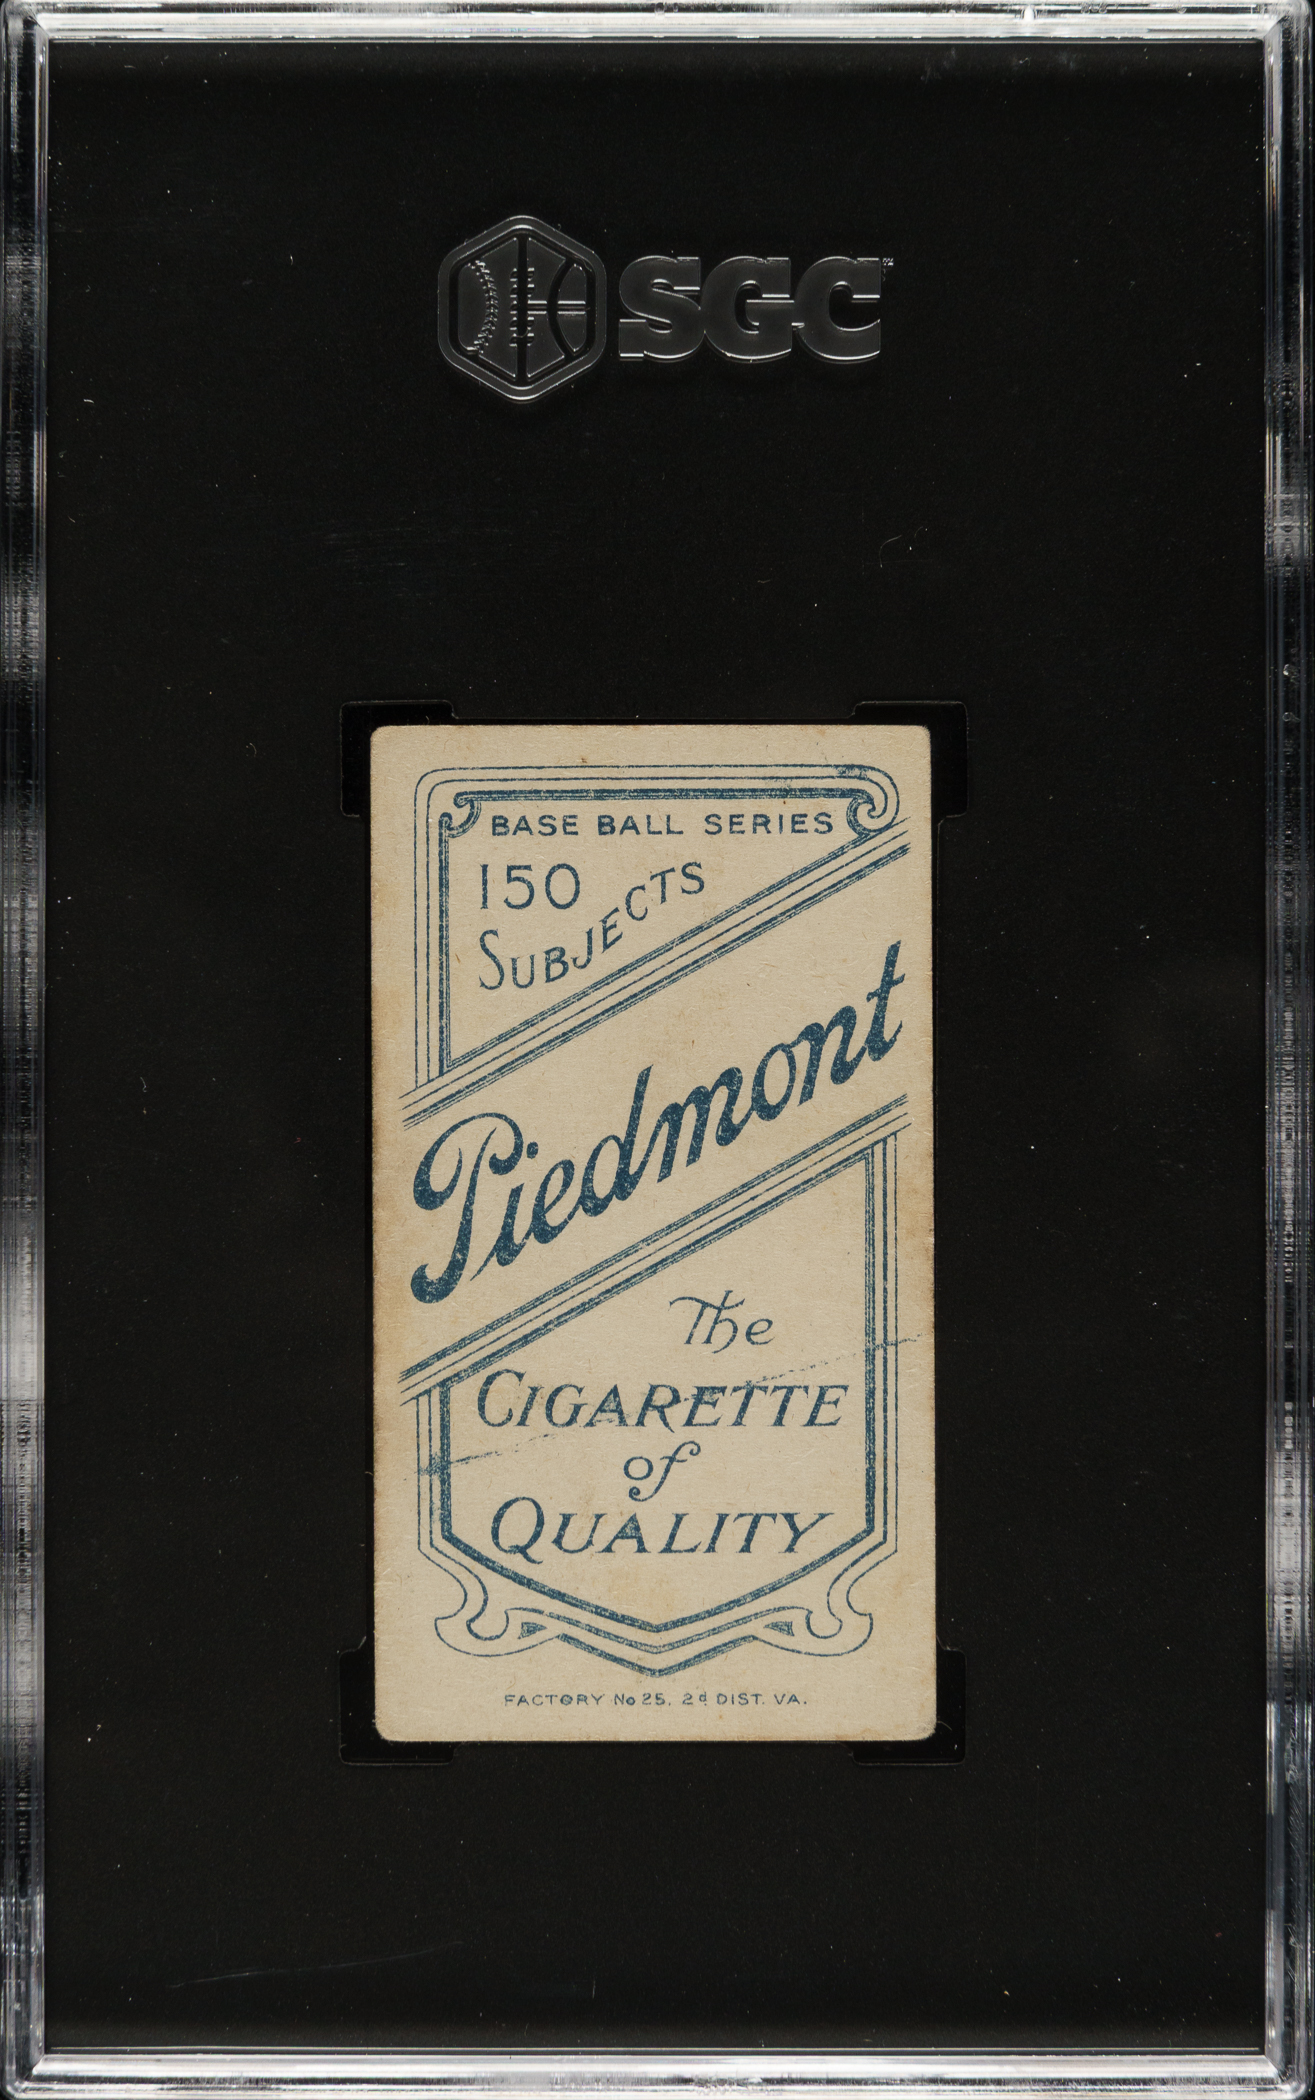 SGC
BASE BALL SERIES
150
SUBJECTS
Piedmont
The
CIGARETTE
of
QUALITY
FACTORY No 25, 2d DIST. VA.